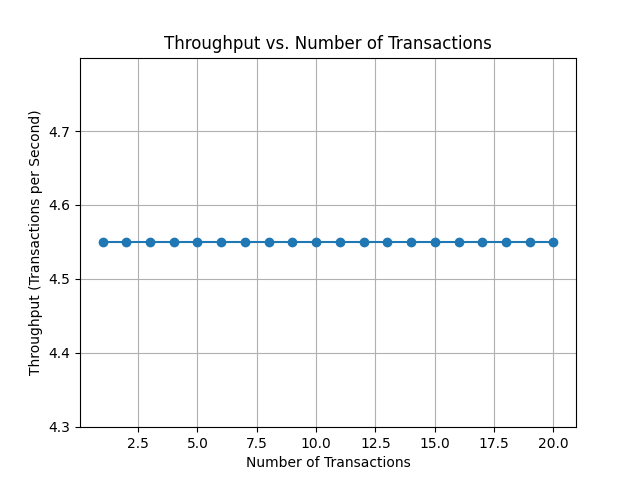 Throughput vs. Number of Transactions
Throughput (Transactions per Second)
4.7
4.6
4.5
4.4
4.3
2.5 5.0 7.5 10.0 12.5 15.0 17.5 20.0
Number of Transactions